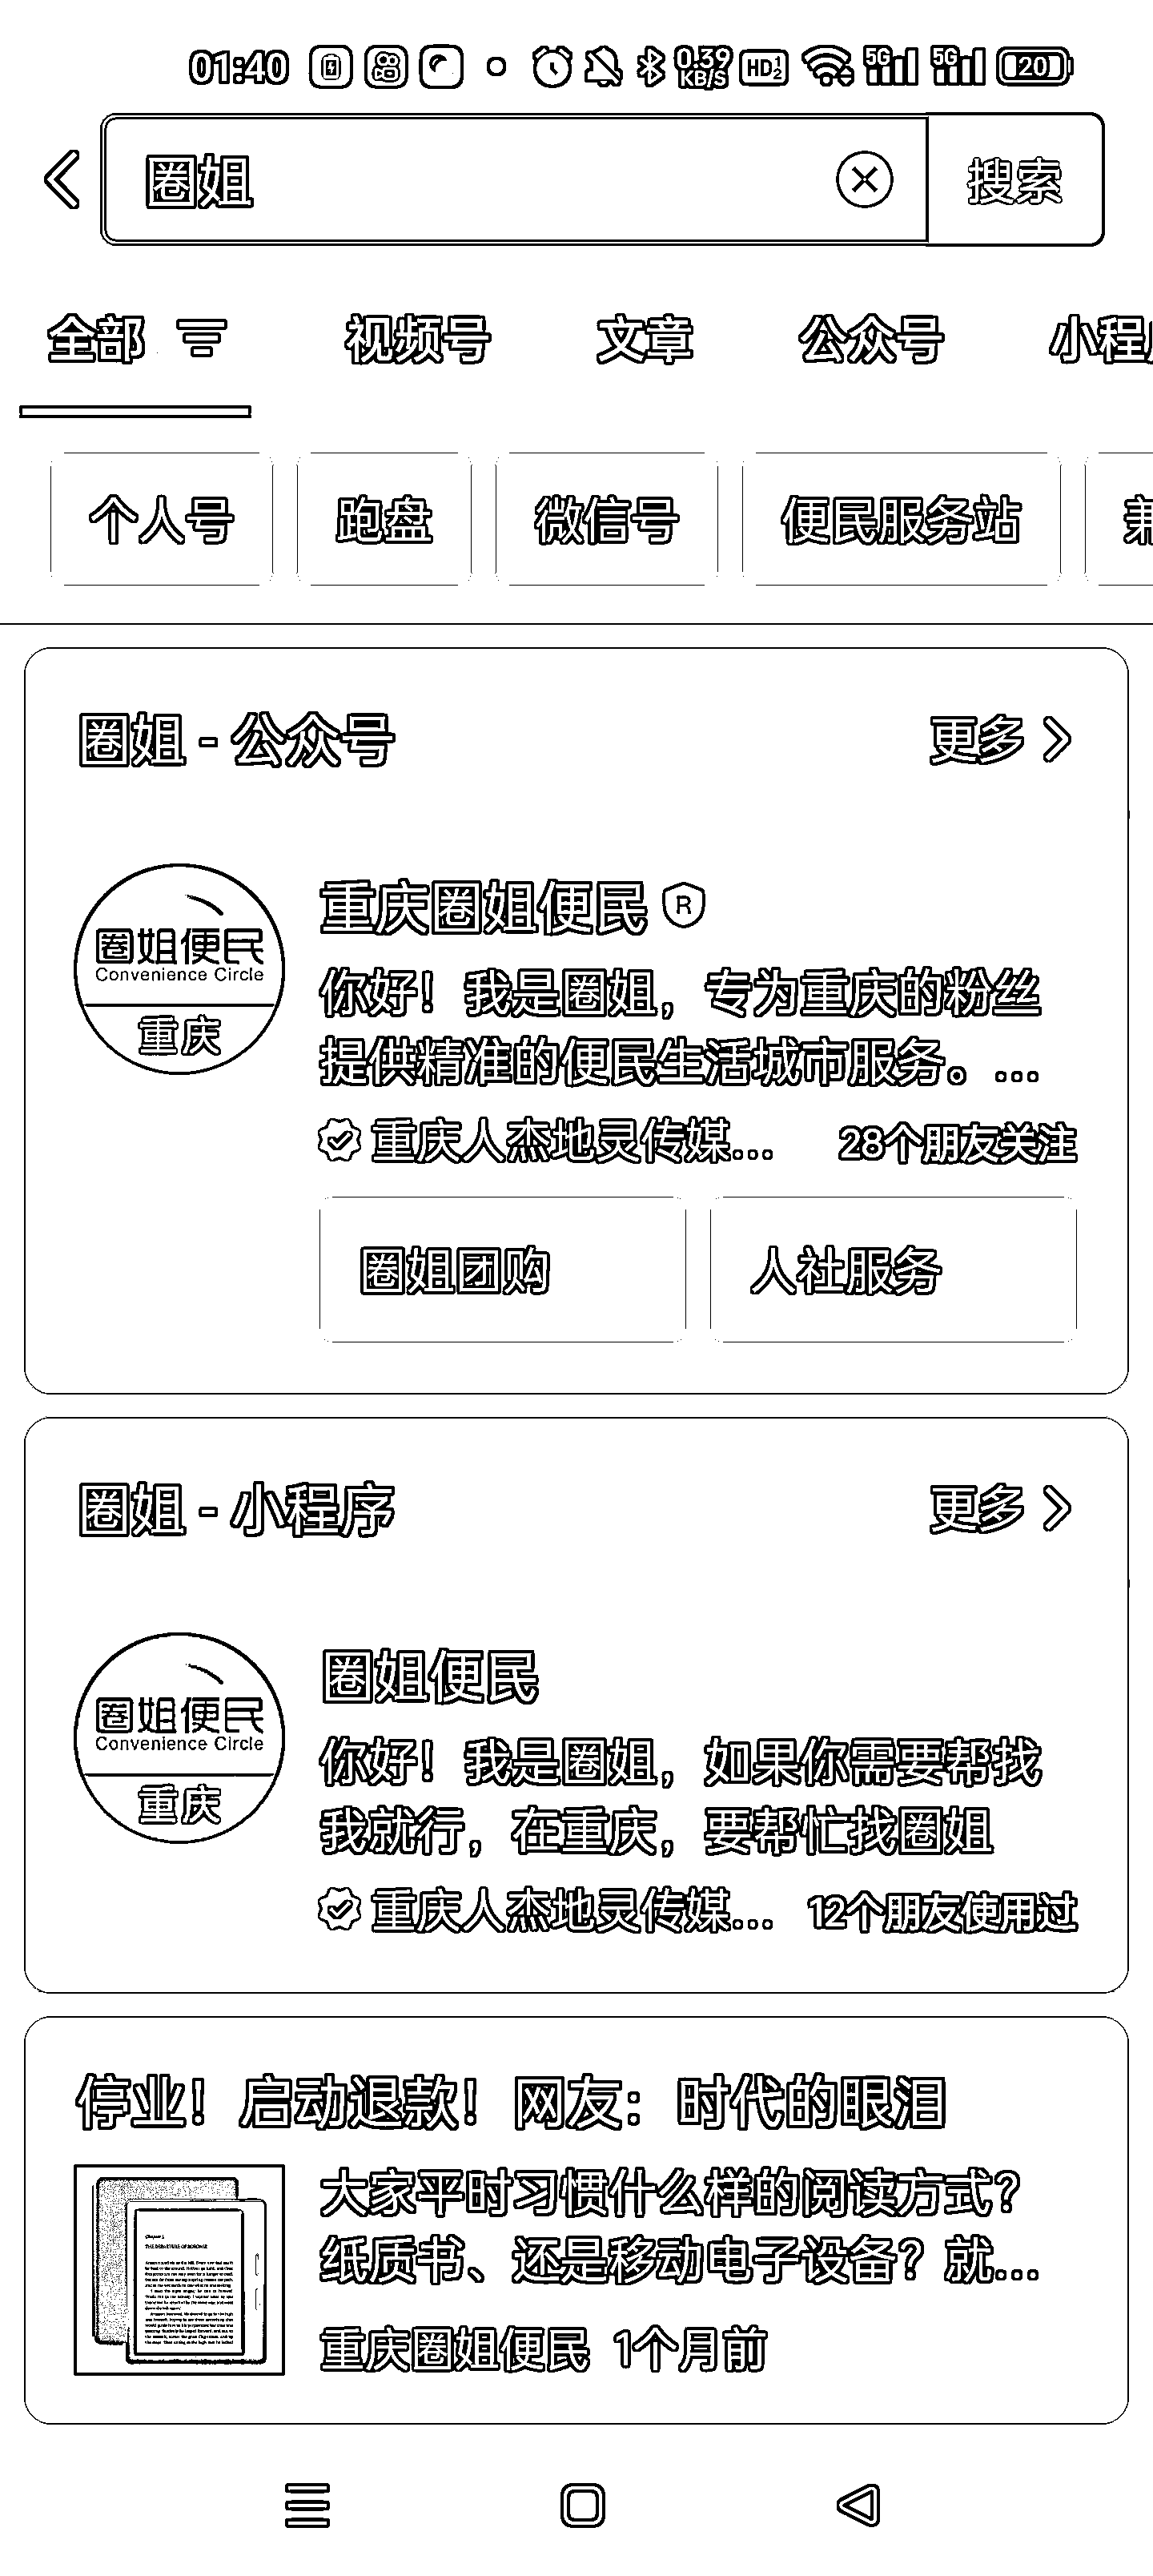 01:40 0.39 KB/S HD 1 2 5G 5G 20
圈姐 搜索
全部 视频号 文章 公众号 小程
个人号 跑盘 微信号 便民服务站
圈姐 - 公众号 更多
重庆圈姐便民 R
圈姐便民
Convenience Circle
重庆
你好！我是圈姐，专为重庆的粉丝
提供精准的便民生活城市服务。...
重庆人杰地灵传媒... 28个朋友关注
圈姐团购 人社服务
圈姐 - 小程序 更多
圈姐便民
圈姐便民
Convenience Circle
重庆
你好！我是圈姐，如果你需要帮找
我就行，在重庆，要帮忙找圈姐
重庆人杰地灵传媒... 12个朋友使用过
停业！启动退款！网友：时代的眼泪
大家平时习惯什么样的阅读方式？
纸质书、还是移动电子设备？就...
重庆圈姐便民 1个月前